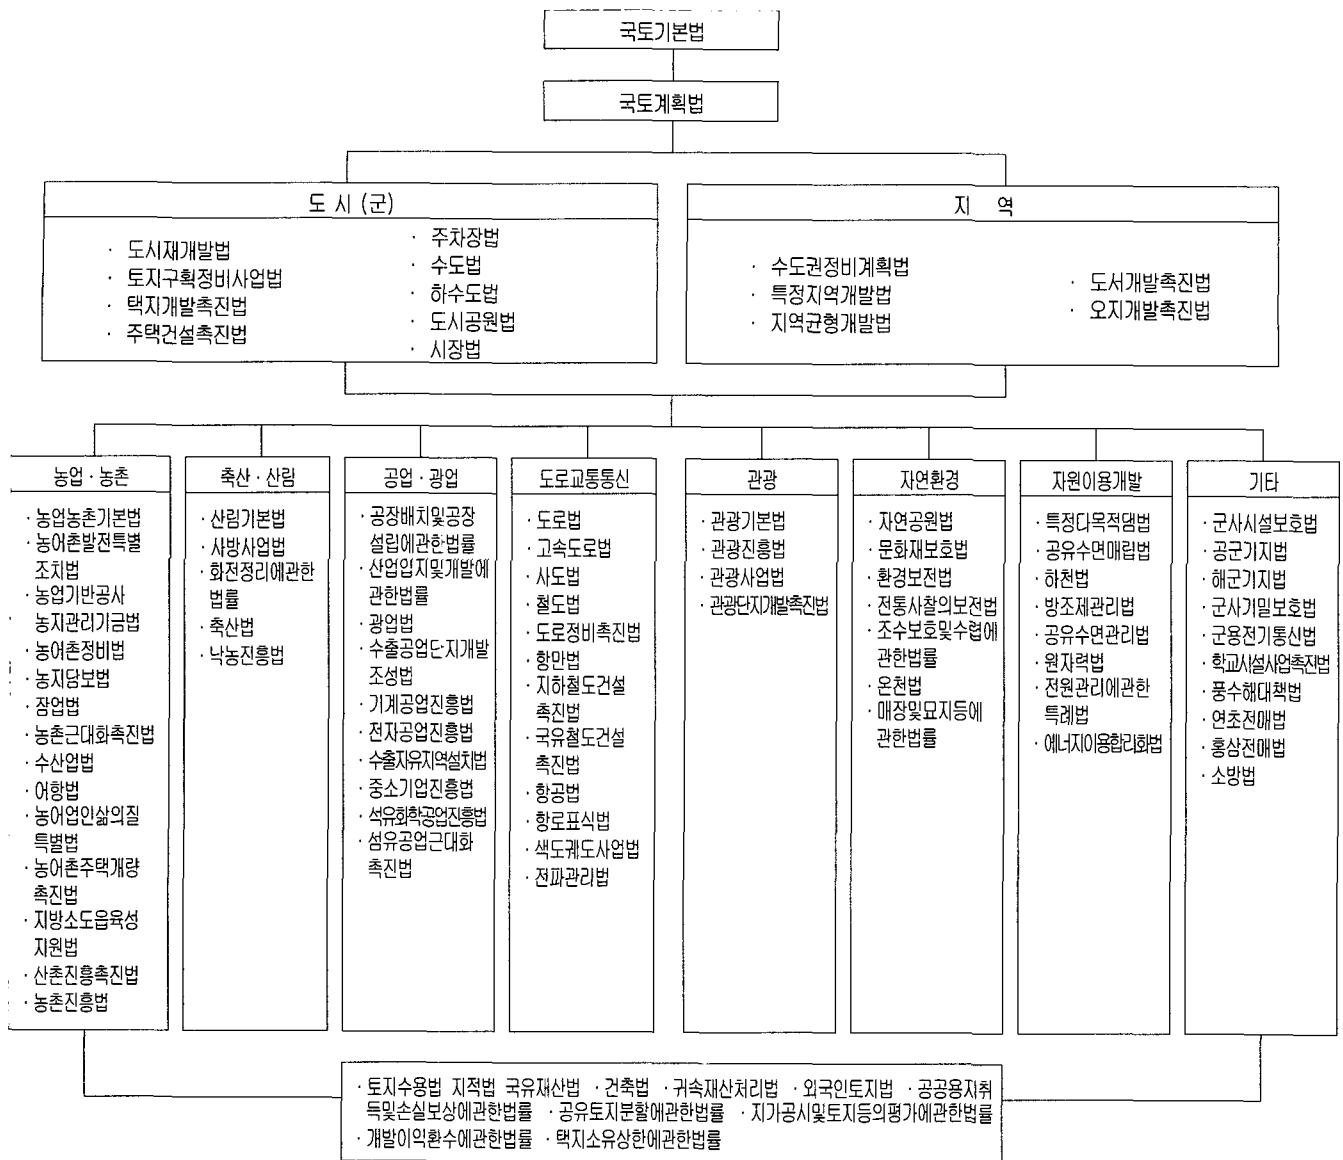 국토기본법
국토계획법
도 시 (군)
· 도시재개발법
· 토지구획정비사업법
· 택지개발촉진법
· 주택건설촉진법
· 주차장법
· 수도법
· 하수도법
· 도시공원법
· 시장법
지 역
· 수도권정비계획법
· 특정지역개발법
· 지역균형개발법
· 도서개발촉진법
· 오지개발촉진법
농업 · 농촌
· 농업농촌기본법
· 농어촌발전특별
조치법
· 농업기반공사
농지관리기금법
· 농어촌정비법
· 농지담보법
· 잠업법
· 농촌근대화촉진법
· 수산업법
· 어항법
· 농어업인삶의질
특별법
· 농어촌주택개량
촉진법
· 지방소도읍육성
지원법
· 산촌진흥촉진법
· 농촌진흥법
축산 · 산림
· 산림기본법
· 사방사업법
· 화전정리에관한
법률
· 축산법
· 낙농진흥법
공업 · 광업
· 공장배치및공장
설립에관한법률
· 산업입지및개발에
관한법률
· 광업법
· 수출공업단지개발
조성법
· 기계공업진흥법
· 전자공업진흥법
· 수출자유지역설치법
· 중소기업진흥법
· 석유화학공업진흥법
· 섬유공업근대화
촉진법
도로교통통신
· 도로법
· 고속도로법
· 사도법
· 철도법
· 도로정비촉진법
· 항만법
· 지하철도건설
촉진법
· 국유철도건설
촉진법
· 항공법
· 항로표식법
· 색도궤도사업법
· 전파관리법
관광
· 관광기본법
· 관광진흥법
· 관광사업법
· 관광단지개발촉진법
자연환경
· 자연공원법
· 문화재보호법
· 환경보전법
· 전통사찰의보전법
· 조수보호및수렵에
관한법률
· 온천법
· 매장및묘지등에
관한법률
자원이용개발
· 특정다목적댐법
· 공유수면매립법
· 하천법
· 방조제관리법
· 공유수면관리법
· 원자력법
· 전원관리에관한
특례법
· 에너지이용합리화법
기타
· 군사시설보호법
· 공군기지법
· 해군기지법
· 군사기밀보호법
· 군용전기통신법
· 학교시설사업촉진법
· 풍수해대책법
· 연초전매법
· 홍삼전매법
· 소방법
· 토지수용법 지적법 국유재산법 · 건축법 · 귀속재산처리법 · 외국인토지법 · 공공용지취
득및손실보상에관한법률 · 공유토지분할에관한법률 · 지가공시및토지등의평가에관한법률
· 개발이익환수에관한법률 · 택지소유상한에관한법률